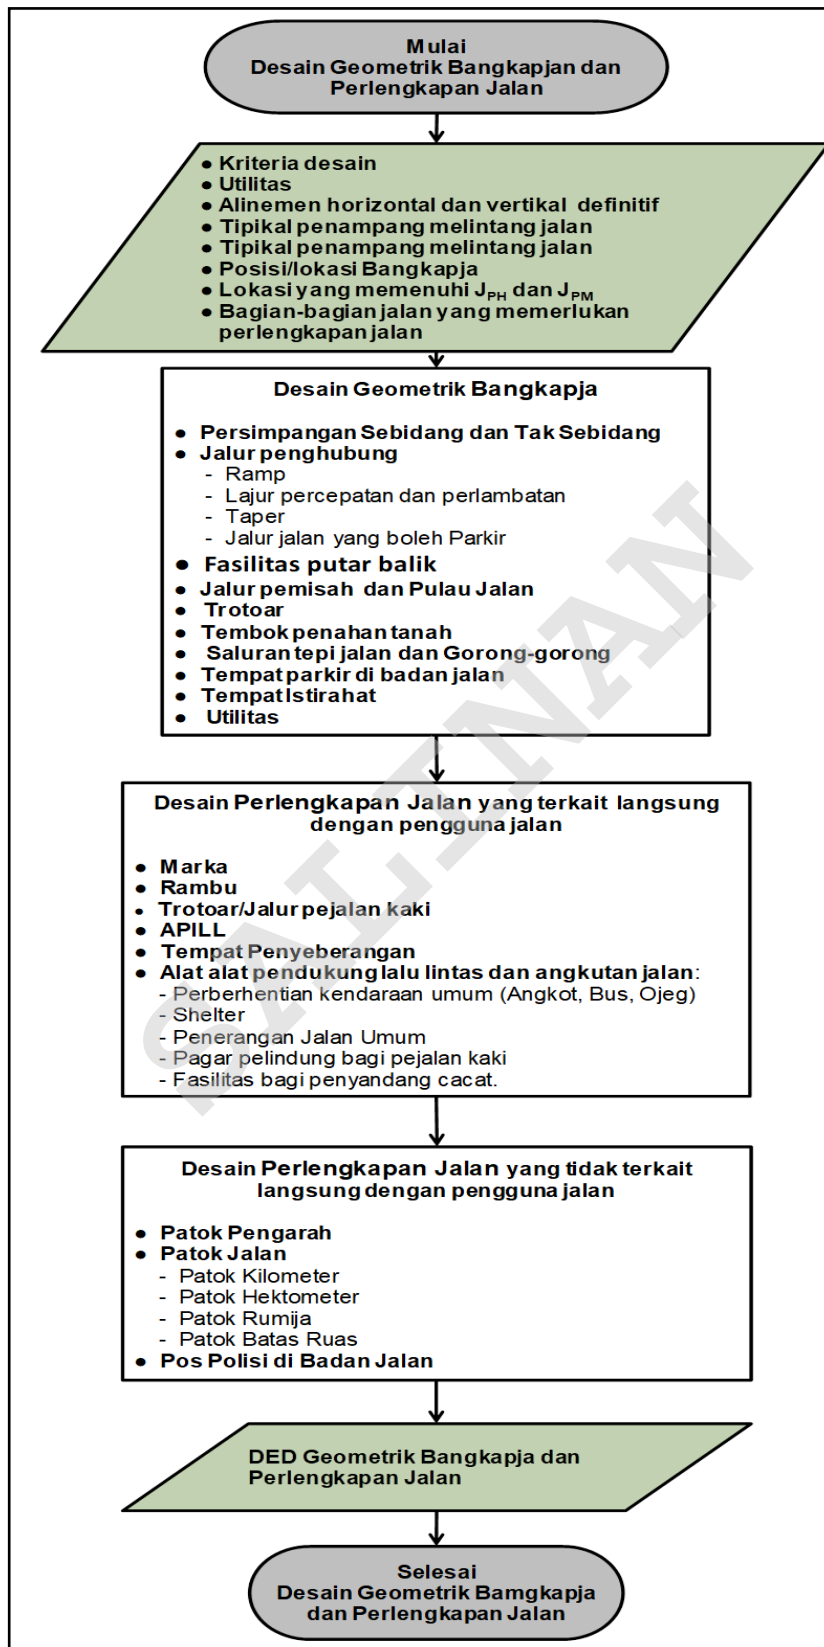 Mulai
Desain Geometrik Bangkapjan dan
Perlengkapan Jalan
● Kriteria desain
● Utilitas
● Alinemen horizontal dan vertikal definitif
● Tipikal penampang melintang jalan
● Tipikal penampang melintang jalan
● Posisi/lokasi Bangkapja
● Lokasi yang memenuhi JPH dan JPM
● Bagian-bagian jalan yang memerlukan
perlengkapan jalan
Desain Geometrik Bangkapja
● Persimpangan Sebidang dan Tak Sebidang
● Jalur penghubung
- Ramp
- Lajur percepatan dan perlambatan
- Taper
- Jalur jalan yang boleh Parkir
● Fasilitas putar balik
● Jalur pemisah dan Pulau Jalan
● Trotoar
● Tembok penahan tanah
● Saluran tepi jalan dan Gorong-gorong
● Tempat parkir di badan jalan
● Tempat Istirahat
● Utilitas
Desain Perlengkapan Jalan yang terkait langsung
dengan pengguna jalan
● Marka
● Rambu
● Trotoar/Jalur pejalan kaki
● APILL
● Tempat Penyeberangan
● Alat alat pendukung lalu lintas dan angkutan jalan:
- Perberhentian kendaraan umum (Angkot, Bus, Ojeg)
- Shelter
- Penerangan Jalan Umum
- Pagar pelindung bagi pejalan kaki
- Fasilitas bagi penyandang cacat.
Desain Perlengkapan Jalan yang tidak terkait
langsung dengan pengguna jalan
● Patok Pengarah
● Patok Jalan
- Patok Kilometer
- Patok Hektometer
- Patok Rumija
- Patok Batas Ruas
● Pos Polisi di Badan Jalan
DED Geometrik Bangkapja dan
Perlengkapan Jalan
Selesai
Desain Geometrik Bamgkapja
dan Perlengkapan Jalan
SALINAN